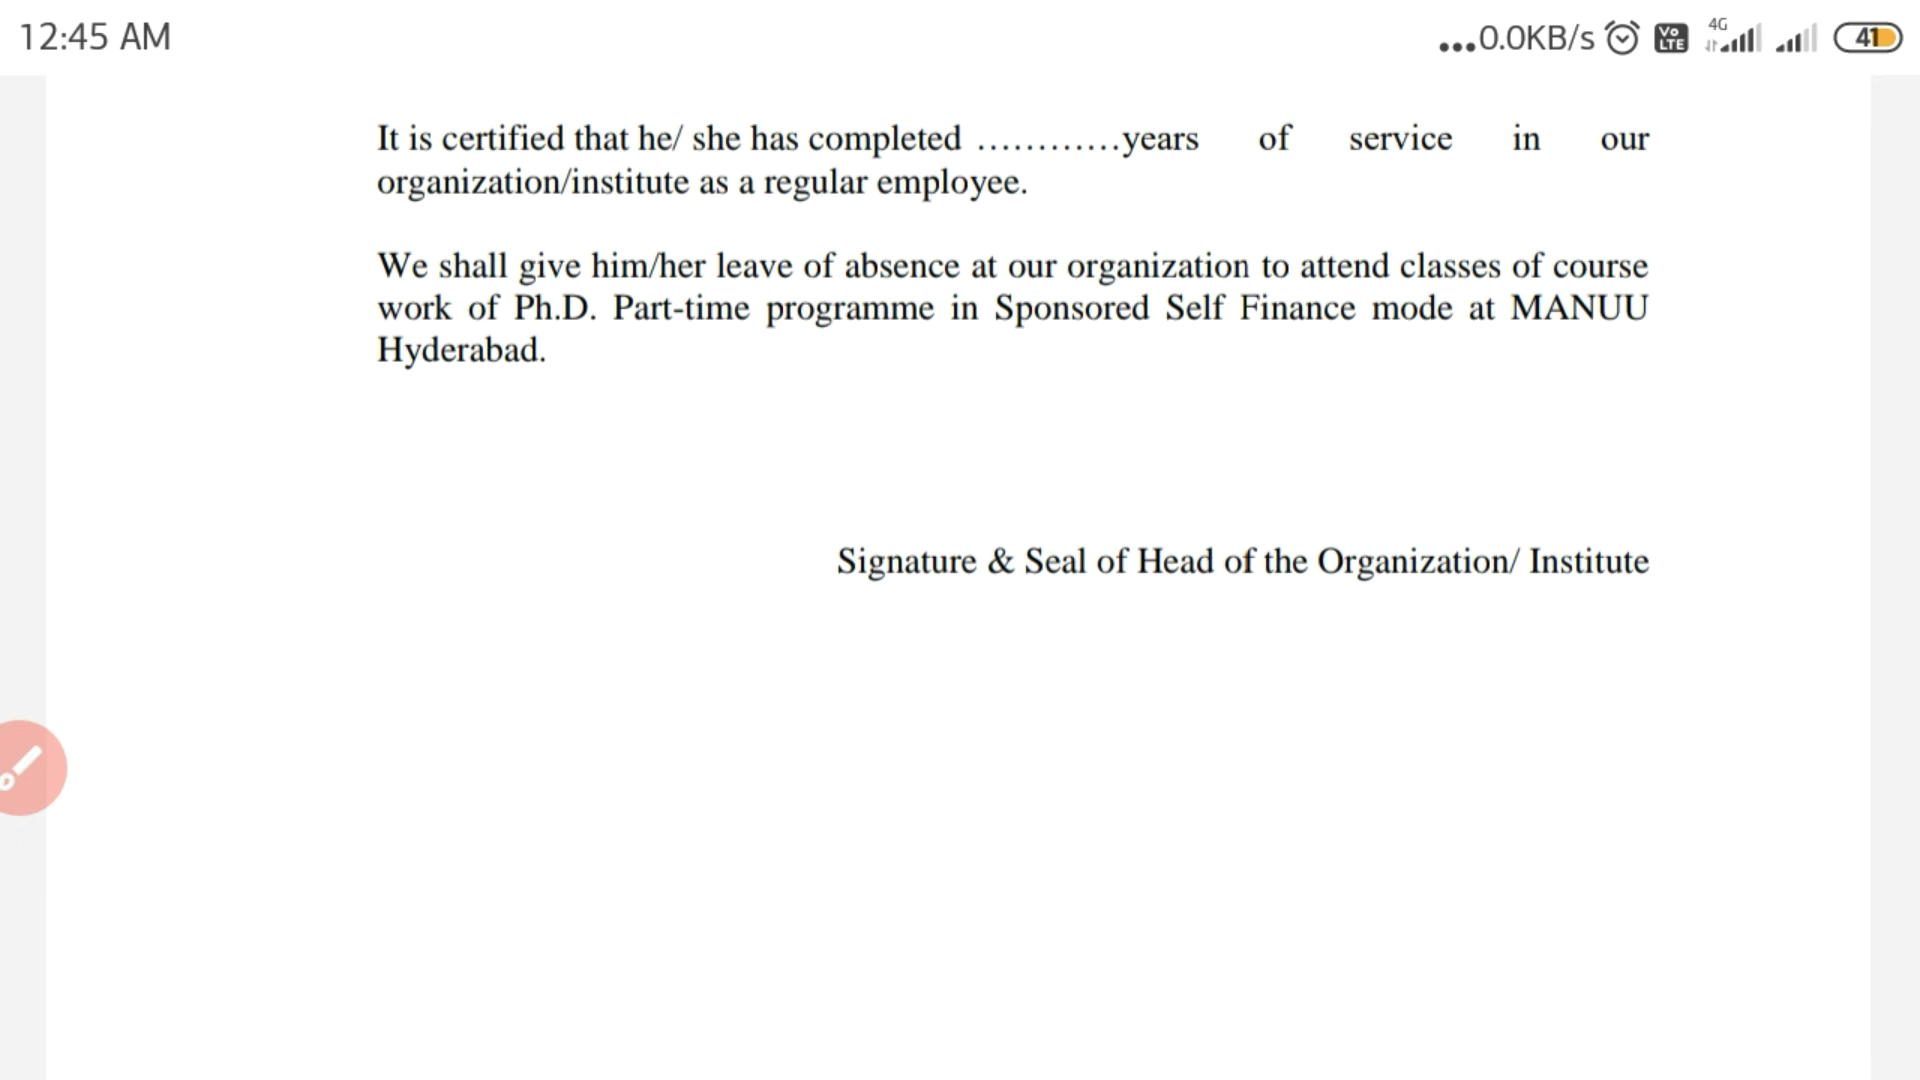 12:45 AM ...0.0KB/s Vo LTE 4G 41
It is certified that he/ she has completed ............years of service in our
organization/institute as a regular employee.
We shall give him/her leave of absence at our organization to attend classes of course
work of Ph.D. Part-time programme in Sponsored Self Finance mode at MANUU
Hyderabad.
Signature & Seal of Head of the Organization/ Institute